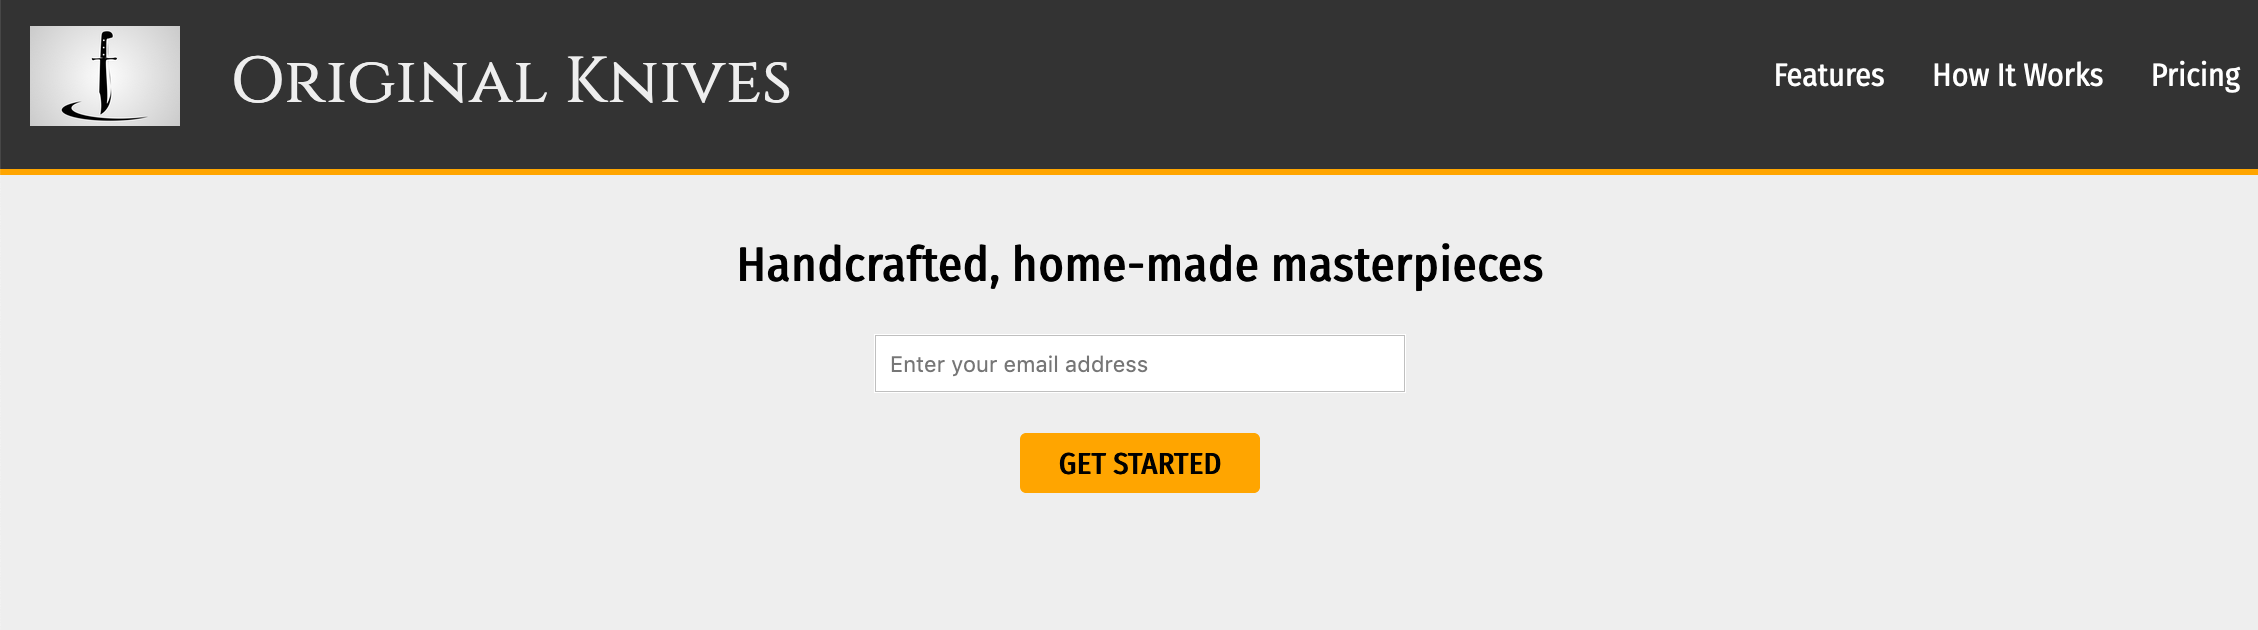 Original Knives
Features
How It Works
Pricing
Handcrafted, home-made masterpieces
Enter your email address
GET STARTED